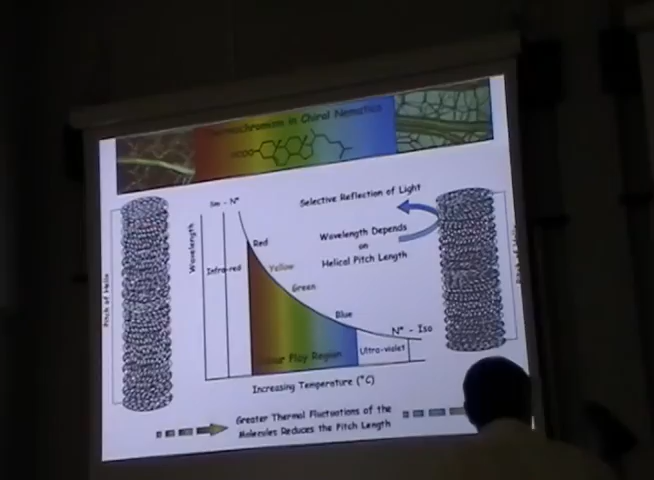 Thermochromism in Chiral Nematics
Sm - N*
Selective Reflection of Light
Wavelength
Red
Wavelength Depends
on
Helical Pitch Length
Infra-red
Yellow
Green
Pitch of Helix
Blue
N* - Iso
Colour Play Region
Ultra-violet
Increasing Temperature (°C)
Greater Thermal Fluctuations of the
Molecules Reduces the Pitch Length